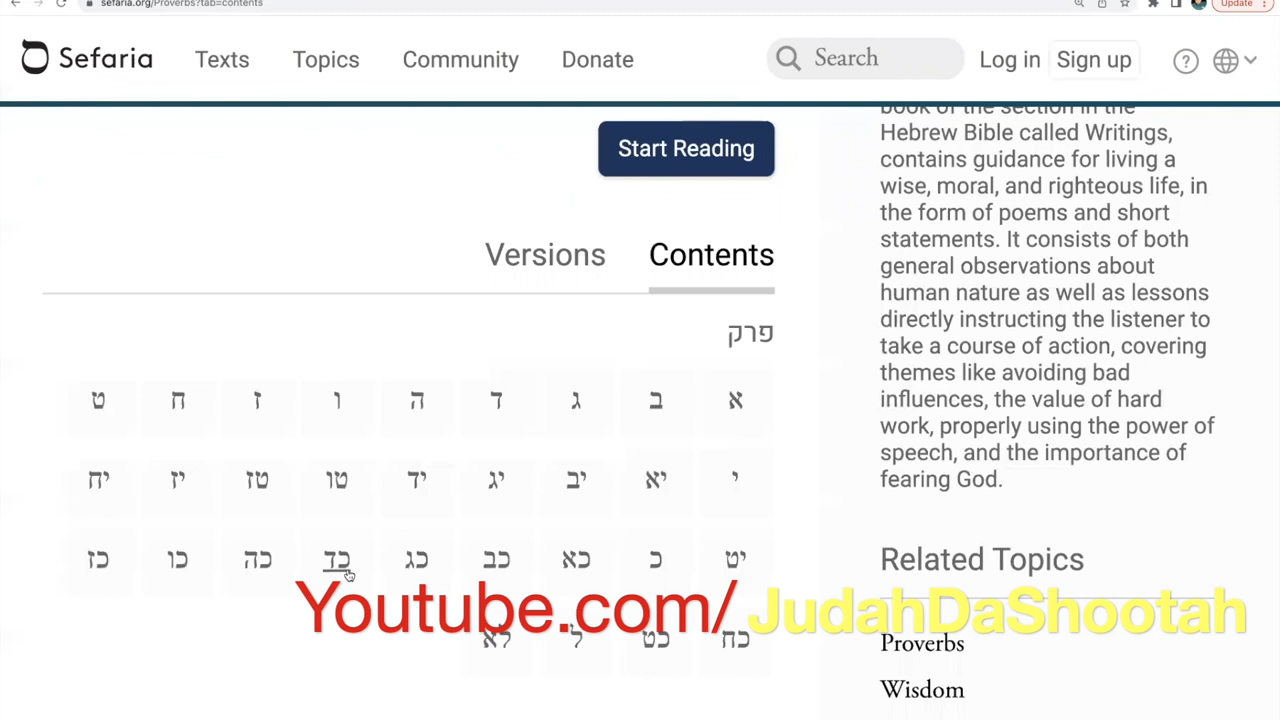 sefaria.org/Proverbs?tab=contents
Update
Sefaria
Texts
Topics
Community
Donate
Search
Log in
Sign up
Start Reading
Versions
Contents
פרק
א ב ג ד ה ו ז ח ט
י יא יב יג יד טו טז יז יח
יט כ כא כב כג כד כה כו כז
כח כט ל לא
book of the section in the
Hebrew Bible called Writings,
contains guidance for living a
wise, moral, and righteous life, in
the form of poems and short
statements. It consists of both
general observations about
human nature as well as lessons
directly instructing the listener to
take a course of action, covering
themes like avoiding bad
influences, the value of hard
work, properly using the power of
speech, and the importance of
fearing God.
Related Topics
Proverbs
Wisdom
Youtube.com/JudahDaShootah